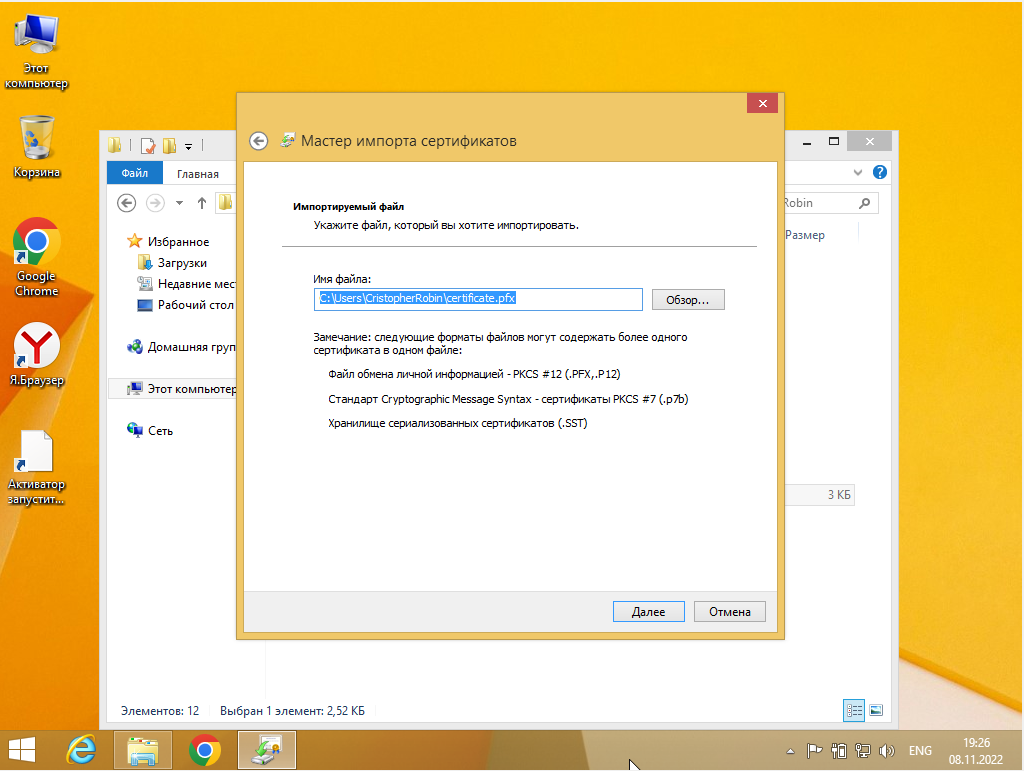 Этот
компьютер
Корзина
Google
Chrome
Я.Браузер
Активатор
запустит...
Файл
Главная
Robin
Размер
Избранное
Загрузки
Недавние мест
Рабочий стол
Домашняя груп
Этот компьютер
Сеть
3 КБ
Элементов: 12
Выбран 1 элемент: 2,52 КБ
Мастер импорта сертификатов
Импортируемый файл
Укажите файл, который вы хотите импортировать.
Имя файла:
C:\Users\CristopherRobin\certificate.pfx
Обзор...
Замечание: следующие форматы файлов могут содержать более одного
сертификата в одном файле:
Файл обмена личной информацией - PKCS #12 (.PFX,.P12)
Стандарт Cryptographic Message Syntax - сертификаты PKCS #7 (.p7b)
Хранилище сериализованных сертификатов (.SST)
Далее
Отмена
ENG
19:26
08.11.2022